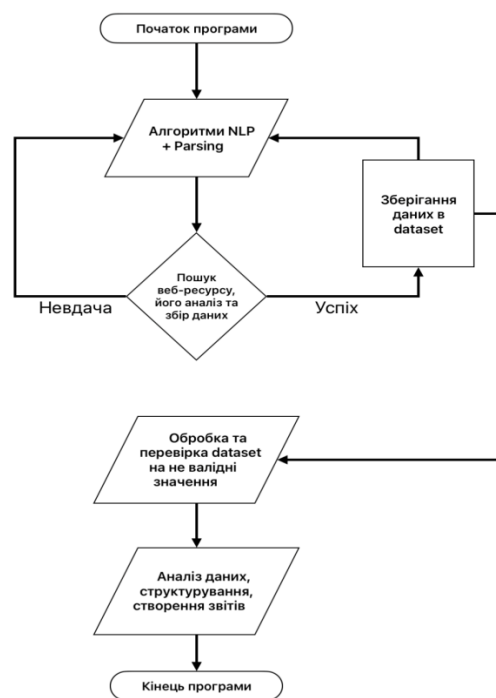 Початок програми
Алгоритми NLP
+ Parsing
Зберігання
даних в
dataset
Пошук
веб-ресурсу,
його аналіз та
збір даних
Невдача
Успіх
Обробка та
перевірка dataset
на не валідні
значення
Аналіз даних,
структурування,
створення звітів
Кінець програми